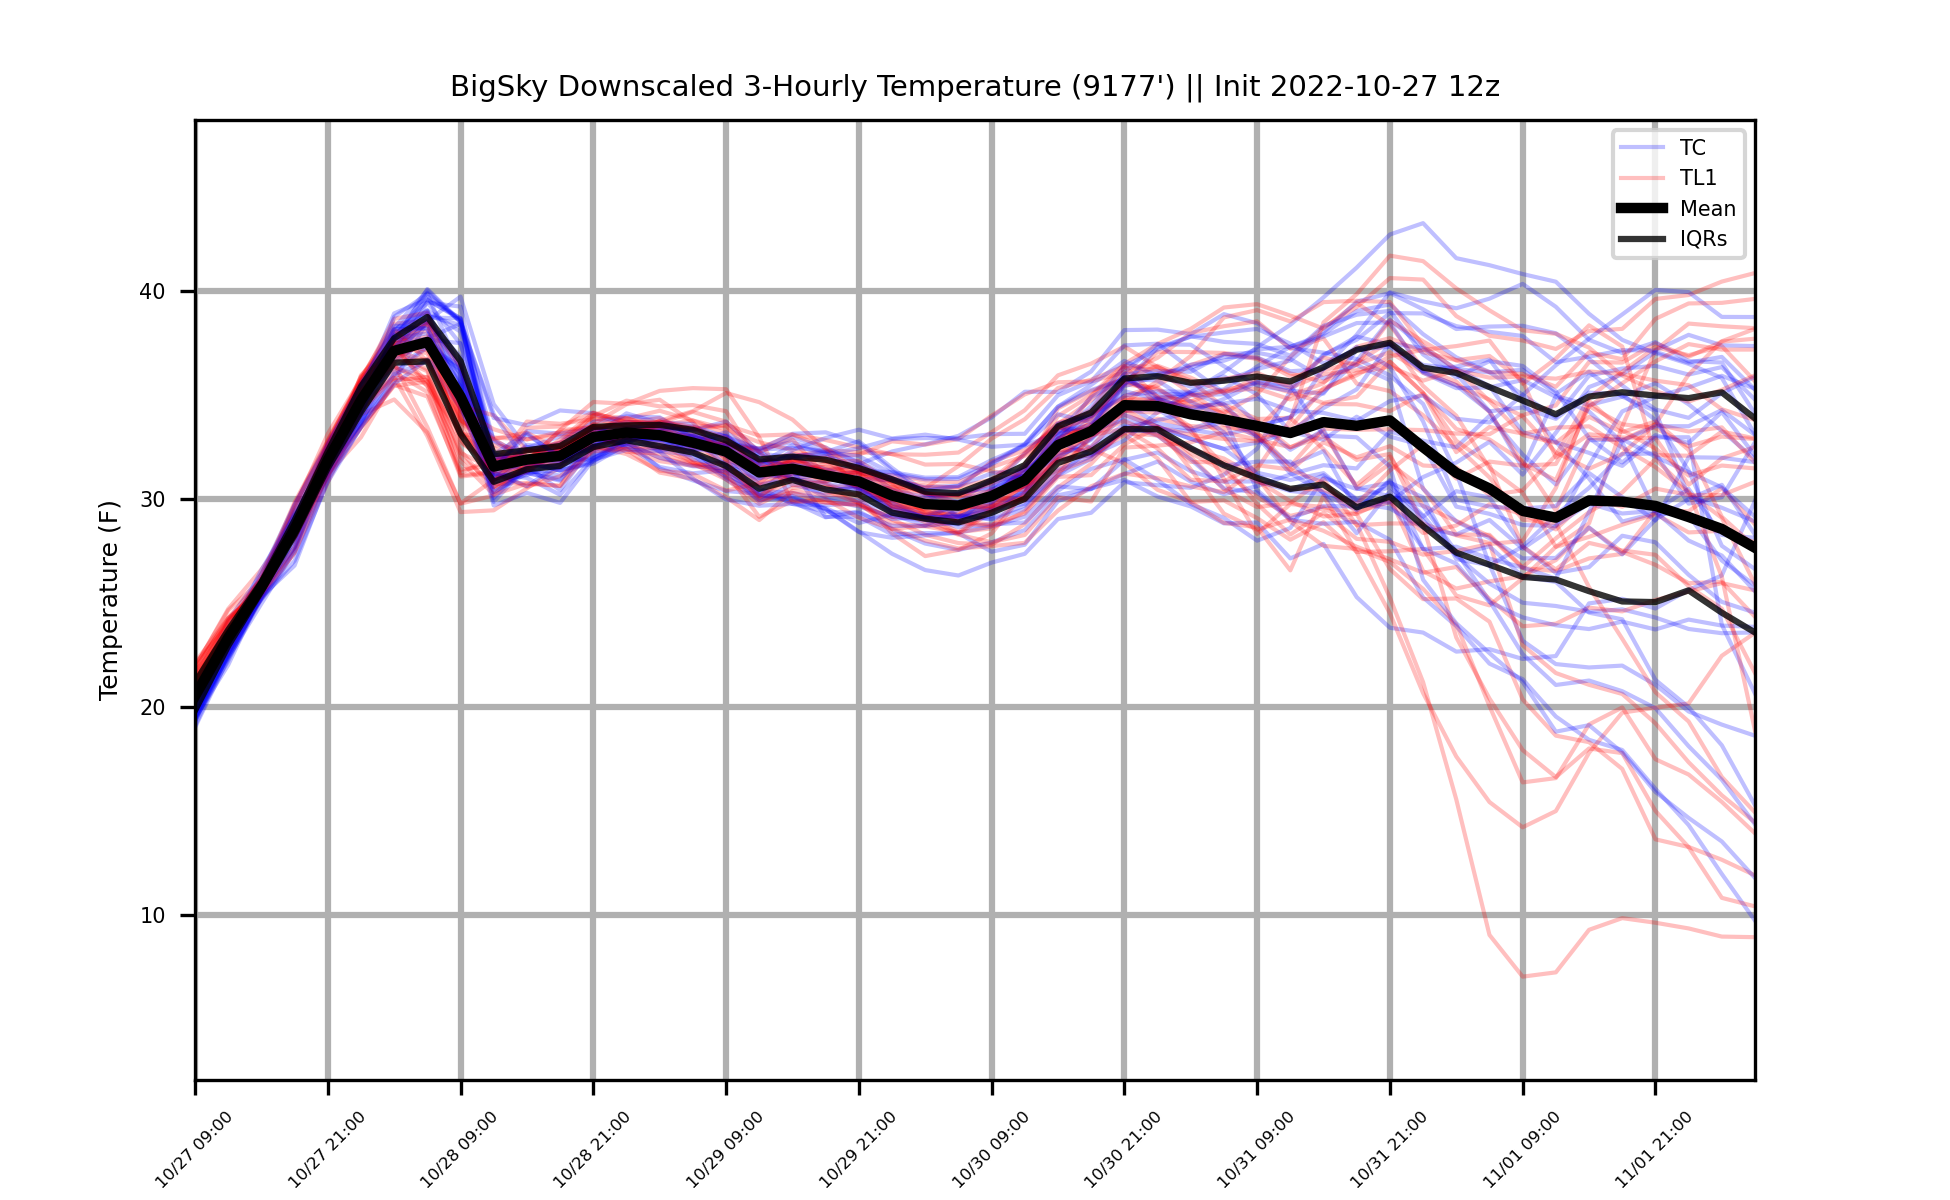 BigSky Downscaled 3-Hourly Temperature (9177') || Init 2022-10-27 12z
TC
TL1
Mean
IQRs
Temperature (F)
40
30
20
10
10/27 09:00
10/27 21:00
10/28 09:00
10/28 21:00
10/29 09:00
10/29 21:00
10/30 09:00
10/30 21:00
10/31 09:00
10/31 21:00
11/01 09:00
11/01 21:00